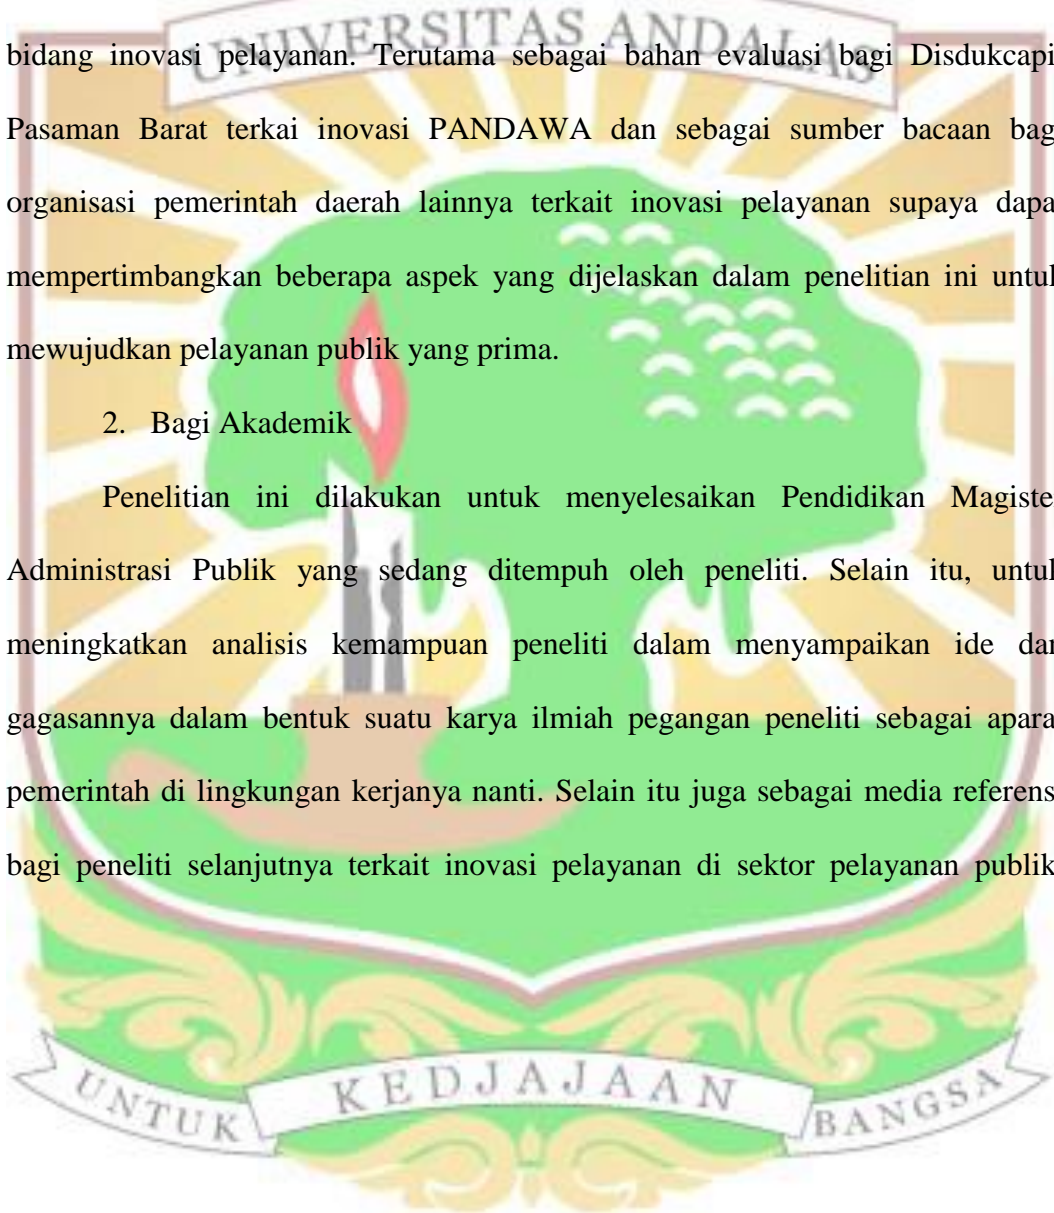 UNIVERSITAS ANDALAS
bidang inovasi pelayanan. Terutama sebagai bahan evaluasi bagi Disdukcapi
Pasaman Barat terkai inovasi PANDAWA dan sebagai sumber bacaan bag
organisasi pemerintah daerah lainnya terkait inovasi pelayanan supaya dapa
mempertimbangkan beberapa aspek yang dijelaskan dalam penelitian ini untuk
mewujudkan pelayanan publik yang prima.
2. Bagi Akademik
Penelitian ini dilakukan untuk menyelesaikan Pendidikan Magiste
Administrasi Publik yang sedang ditempuh oleh peneliti. Selain itu, untuk
meningkatkan analisis kemampuan peneliti dalam menyampaikan ide dan
gagasannya dalam bentuk suatu karya ilmiah pegangan peneliti sebagai apara
pemerintah di lingkungan kerjanya nanti. Selain itu juga sebagai media referens
bagi peneliti selanjutnya terkait inovasi pelayanan di sektor pelayanan publik
UNTUK KEDJAJAAN BANGSA